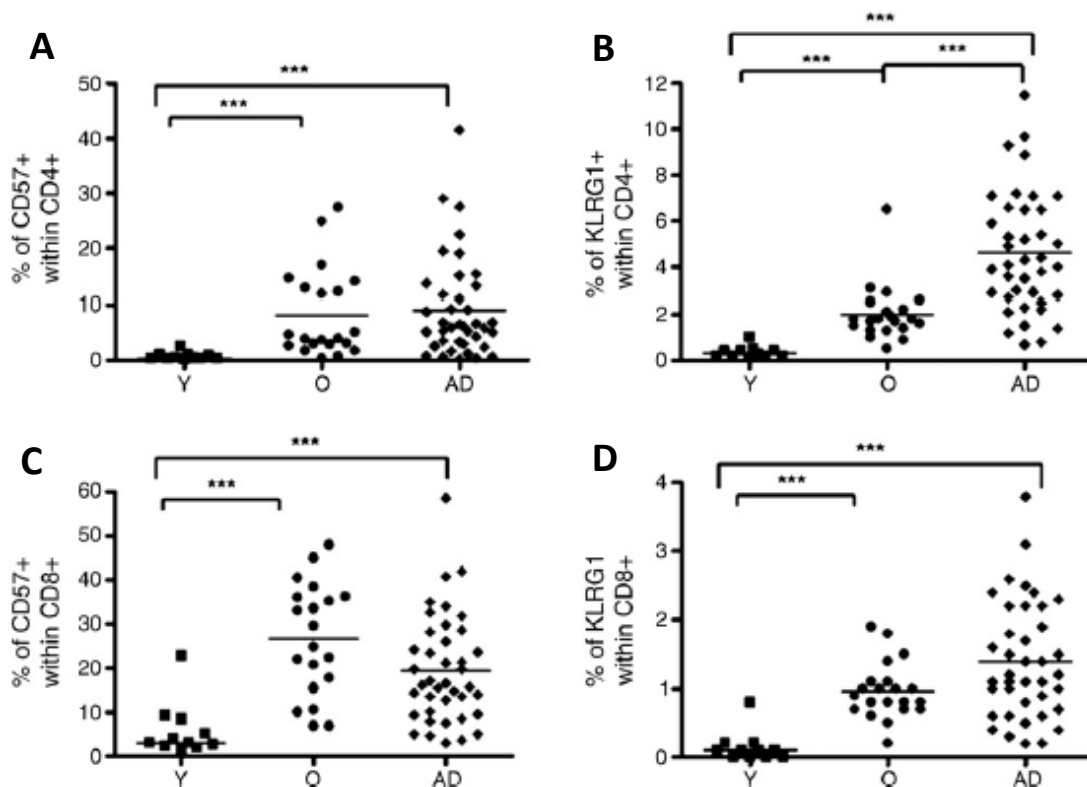 A
***
***
50
40
30
20
10
0
% of CD57+
within CD4+
Y O AD
B
***
*** ***
12
10
8
6
4
2
0
% of KLRG1+
within CD4+
Y O AD
C
***
***
60
50
40
30
20
10
0
% of CD57+
within CD8+
Y O AD
D
***
***
4
3
2
1
0
% of KLRG1
within CD8+
Y O AD